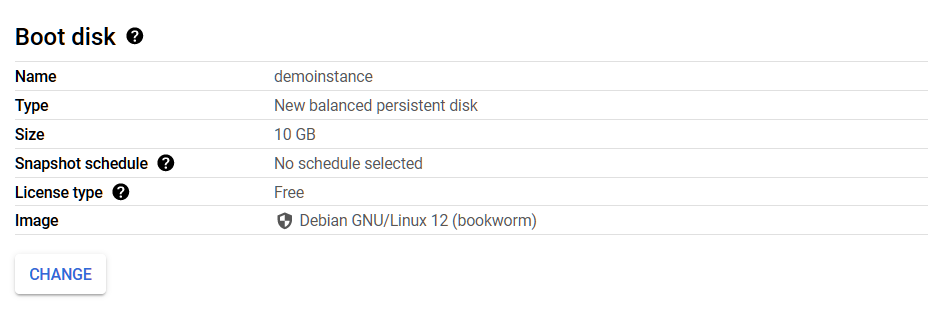 Boot disk
Name demoinstance
Type New balanced persistent disk
Size 10 GB
Snapshot schedule No schedule selected
License type Free
Image Debian GNU/Linux 12 (bookworm)
CHANGE